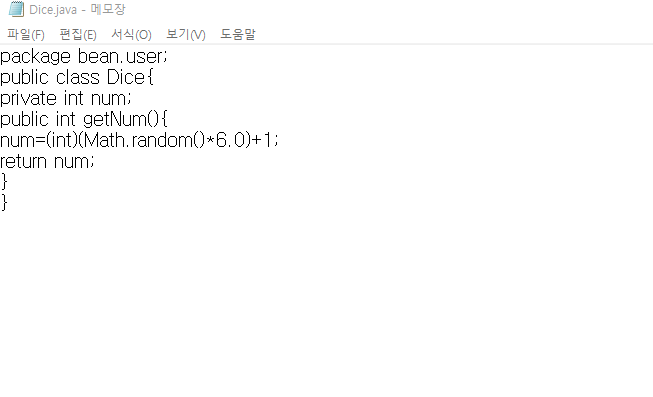 Dice.java - 메모장
파일(F) 편집(E) 서식(O) 보기(V) 도움말
package bean.user;
public class Dice{
private int num;
public int getNum(){
num=(int)(Math.random()*6.0)+1;
return num;
}
}